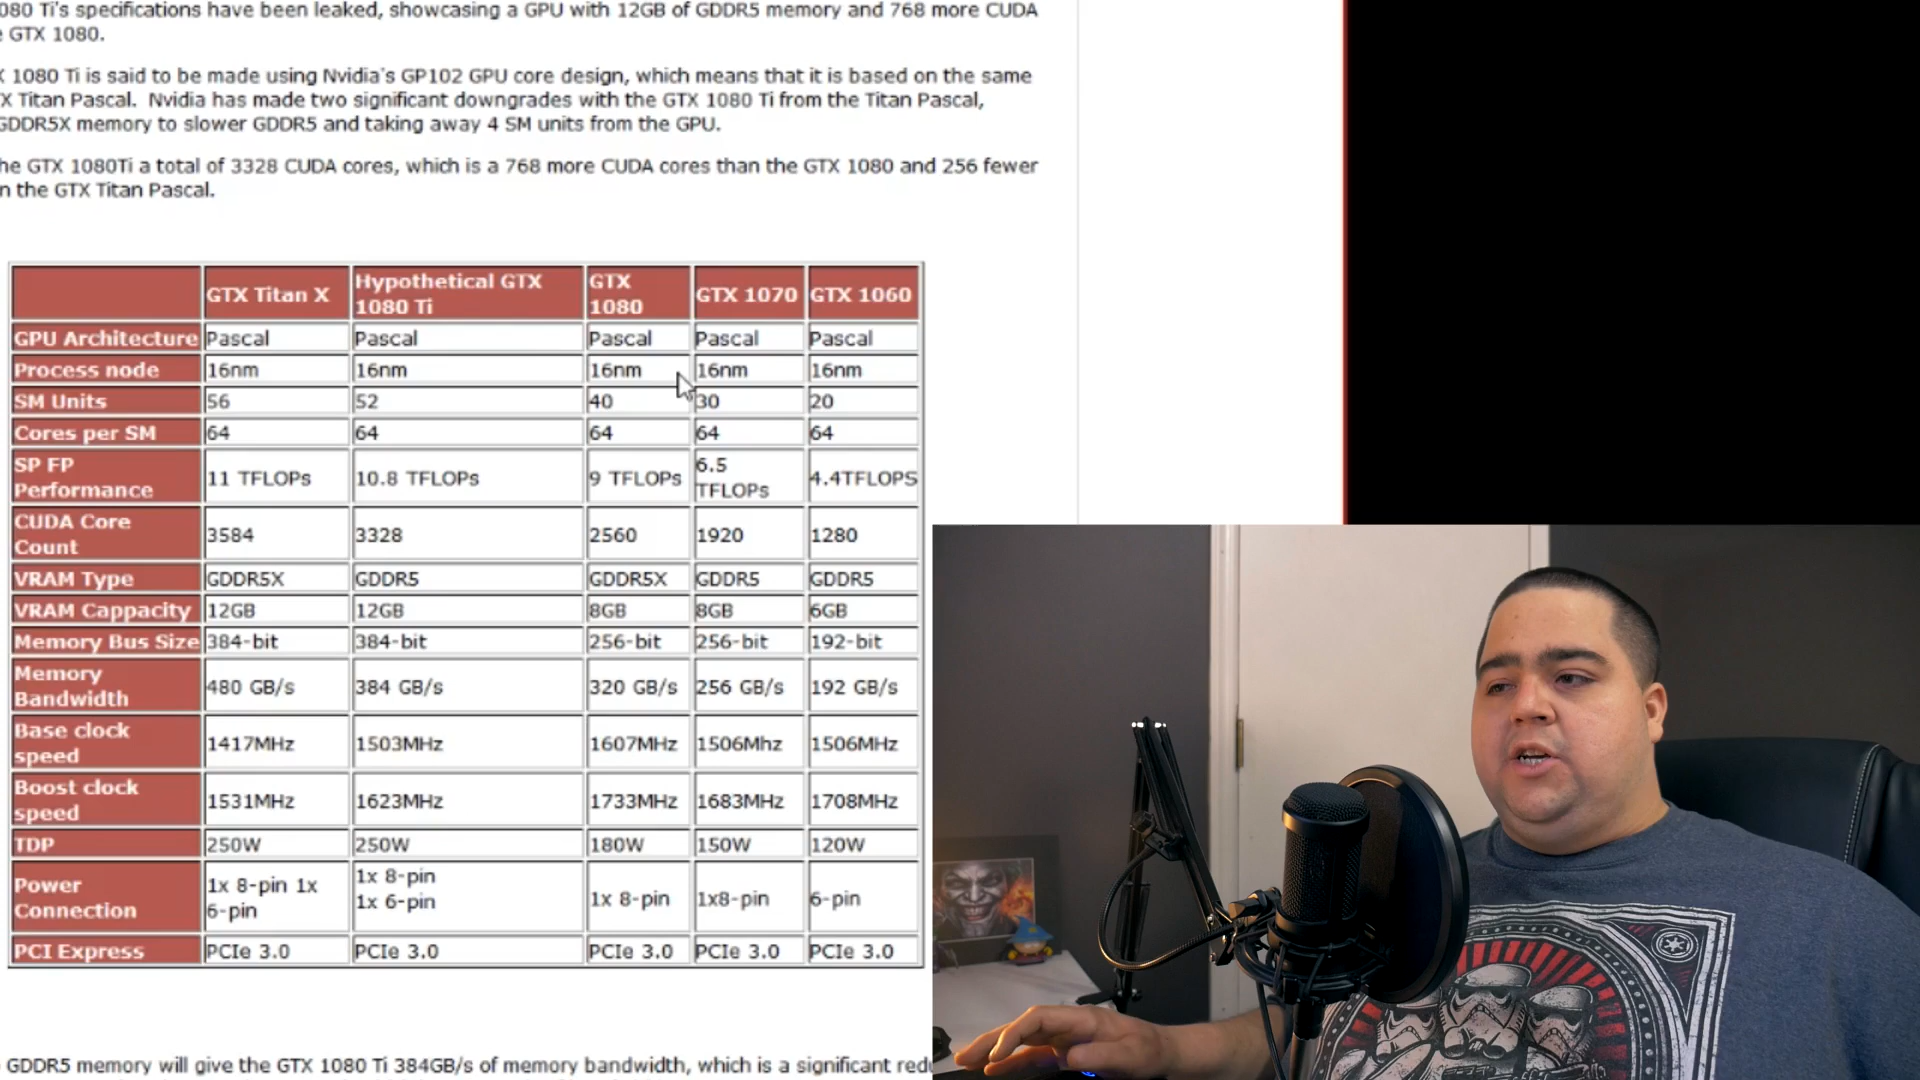 080 Ti's specifications have been leaked, showcasing a GPU with 12GB of GDDR5 memory and 768 more CUDA
GTX 1080.
1080 Ti is said to be made using Nvidia's GP102 GPU core design, which means that it is based on the same
X Titan Pascal. Nvidia has made two significant downgrades with the GTX 1080 Ti from the Titan Pascal,
GDDR5X memory to slower GDDR5 and taking away 4 SM units from the GPU.
he GTX 1080Ti a total of 3328 CUDA cores, which is a 768 more CUDA cores than the GTX 1080 and 256 fewer
n the GTX Titan Pascal.
GTX Titan X Hypothetical GTX 1080 Ti GTX 1080 GTX 1070 GTX 1060
GPU Architecture Pascal Pascal Pascal Pascal Pascal
Process node 16nm 16nm 16nm 16nm 16nm
SM Units 56 52 40 30 20
Cores per SM 64 64 64 64 64
SP FP Performance 11 TFLOPs 10.8 TFLOPs 9 TFLOPs 6.5 TFLOPs 4.4TFLOPS
CUDA Core Count 3584 3328 2560 1920 1280
VRAM Type GDDR5X GDDR5 GDDR5X GDDR5 GDDR5
VRAM Cappacity 12GB 12GB 8GB 8GB 6GB
Memory Bus Size 384-bit 384-bit 256-bit 256-bit 192-bit
Memory Bandwidth 480 GB/s 384 GB/s 320 GB/s 256 GB/s 192 GB/s
Base clock speed 1417MHz 1503MHz 1607MHz 1506Mhz 1506MHz
Boost clock speed 1531MHz 1623MHz 1733MHz 1683MHz 1708MHz
TDP 250W 250W 180W 150W 120W
Power Connection 1x 8-pin 1x 6-pin 1x 8-pin 1x 6-pin 1x 8-pin 1x8-pin 6-pin
PCI Express PCIe 3.0 PCIe 3.0 PCIe 3.0 PCIe 3.0 PCIe 3.0
GDDR5 memory will give the GTX 1080 Ti 384GB/s of memory bandwidth, which is a significant redu